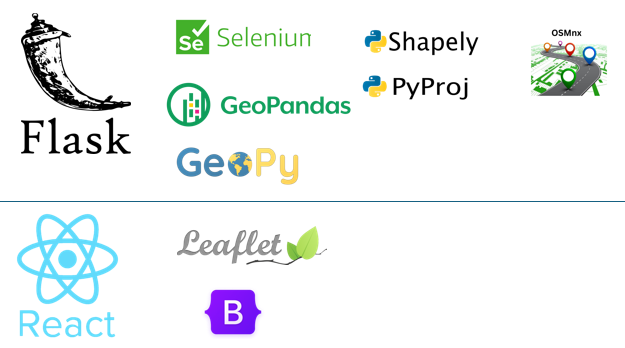 Flask
Selenium
GeoPandas
GeoPy
Shapely
PyProj
OSMnx
React
Leaflet
B